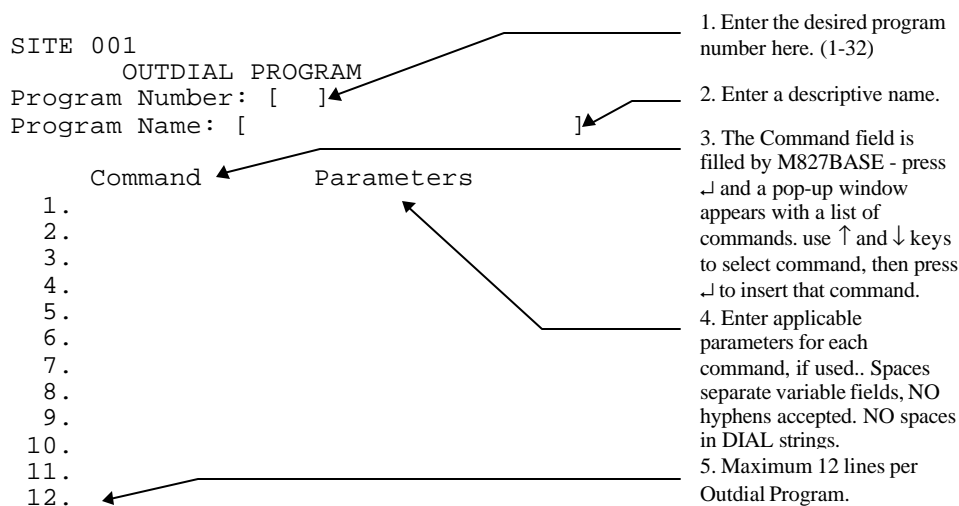 SITE 001
OUTDIAL PROGRAM
Program Number: [  ]
Program Name: [                    ]
Command Parameters
1.
2.
3.
4.
5.
6.
7.
8.
9.
10.
11.
12.
1. Enter the desired program
number here. (1-32)
2. Enter a descriptive name.
3. The Command field is
filled by M827BASE - press
↵ and a pop-up window
appears with a list of
commands. use ↑ and ↓ keys
to select command, then press
↵ to insert that command.
4. Enter applicable
parameters for each
command, if used.. Spaces
separate variable fields, NO
hyphens accepted. NO spaces
in DIAL strings.
5. Maximum 12 lines per
Outdial Program.